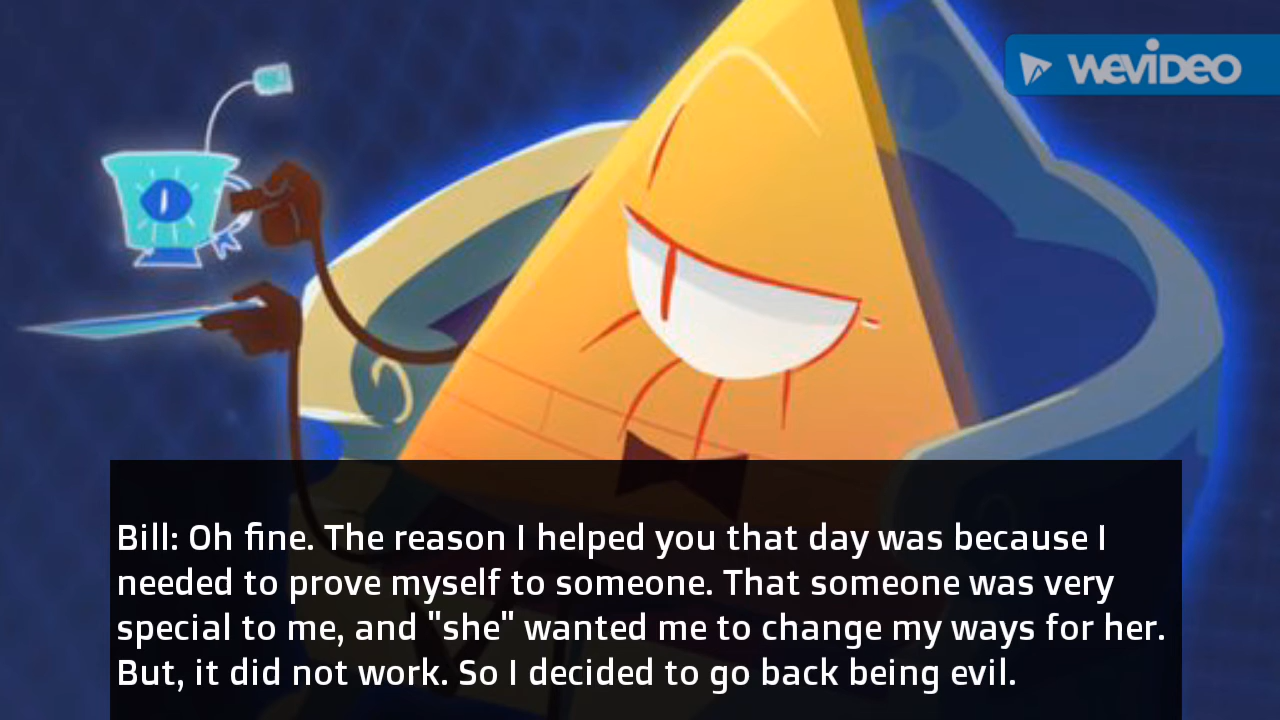 WEVIDEO
Bill: Oh fine. The reason I helped you that day was because I
needed to prove myself to someone. That someone was very
special to me, and "she" wanted me to change my ways for her.
But, it did not work. So I decided to go back being evil.